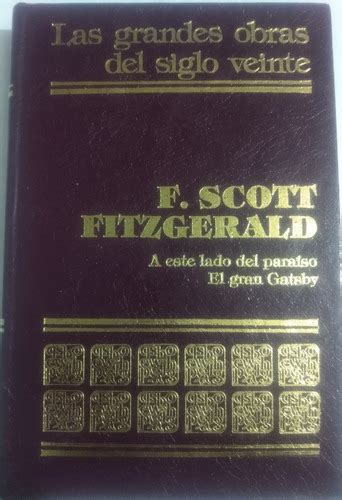 Las grandes obras
del siglo veinte
F. SCOTT
FITZGERALD
A este lado del paraíso
El gran Gatsby